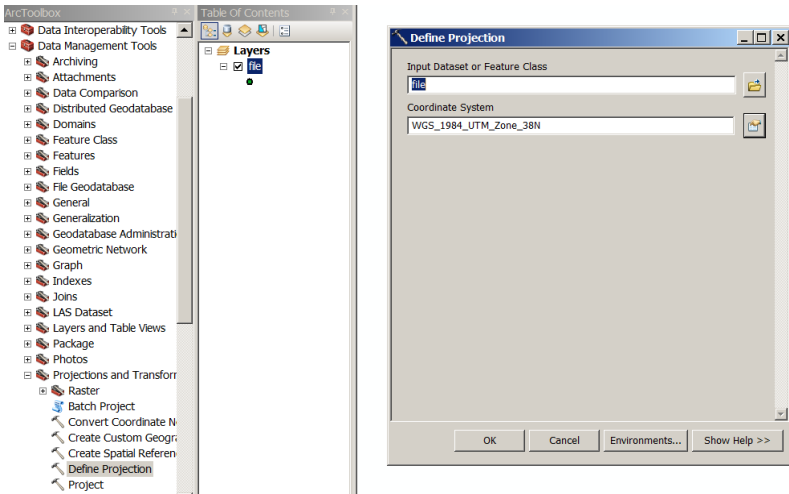 ArcToolbox
Data Interoperability Tools
Data Management Tools
Archiving
Attachments
Data Comparison
Distributed Geodatabase
Domains
Feature Class
Features
Fields
File Geodatabase
General
Generalization
Geodatabase Administrati
Geometric Network
Graph
Indexes
Joins
LAS Dataset
Layers and Table Views
Package
Photos
Projections and Transforr
Raster
Batch Project
Convert Coordinate N
Create Custom Geogra
Create Spatial Referen
Define Projection
Project
Table Of Contents
Layers
file
Define Projection
Input Dataset or Feature Class
file
Coordinate System
WGS_1984_UTM_Zone_38N
OK
Cancel
Environments...
Show Help >>